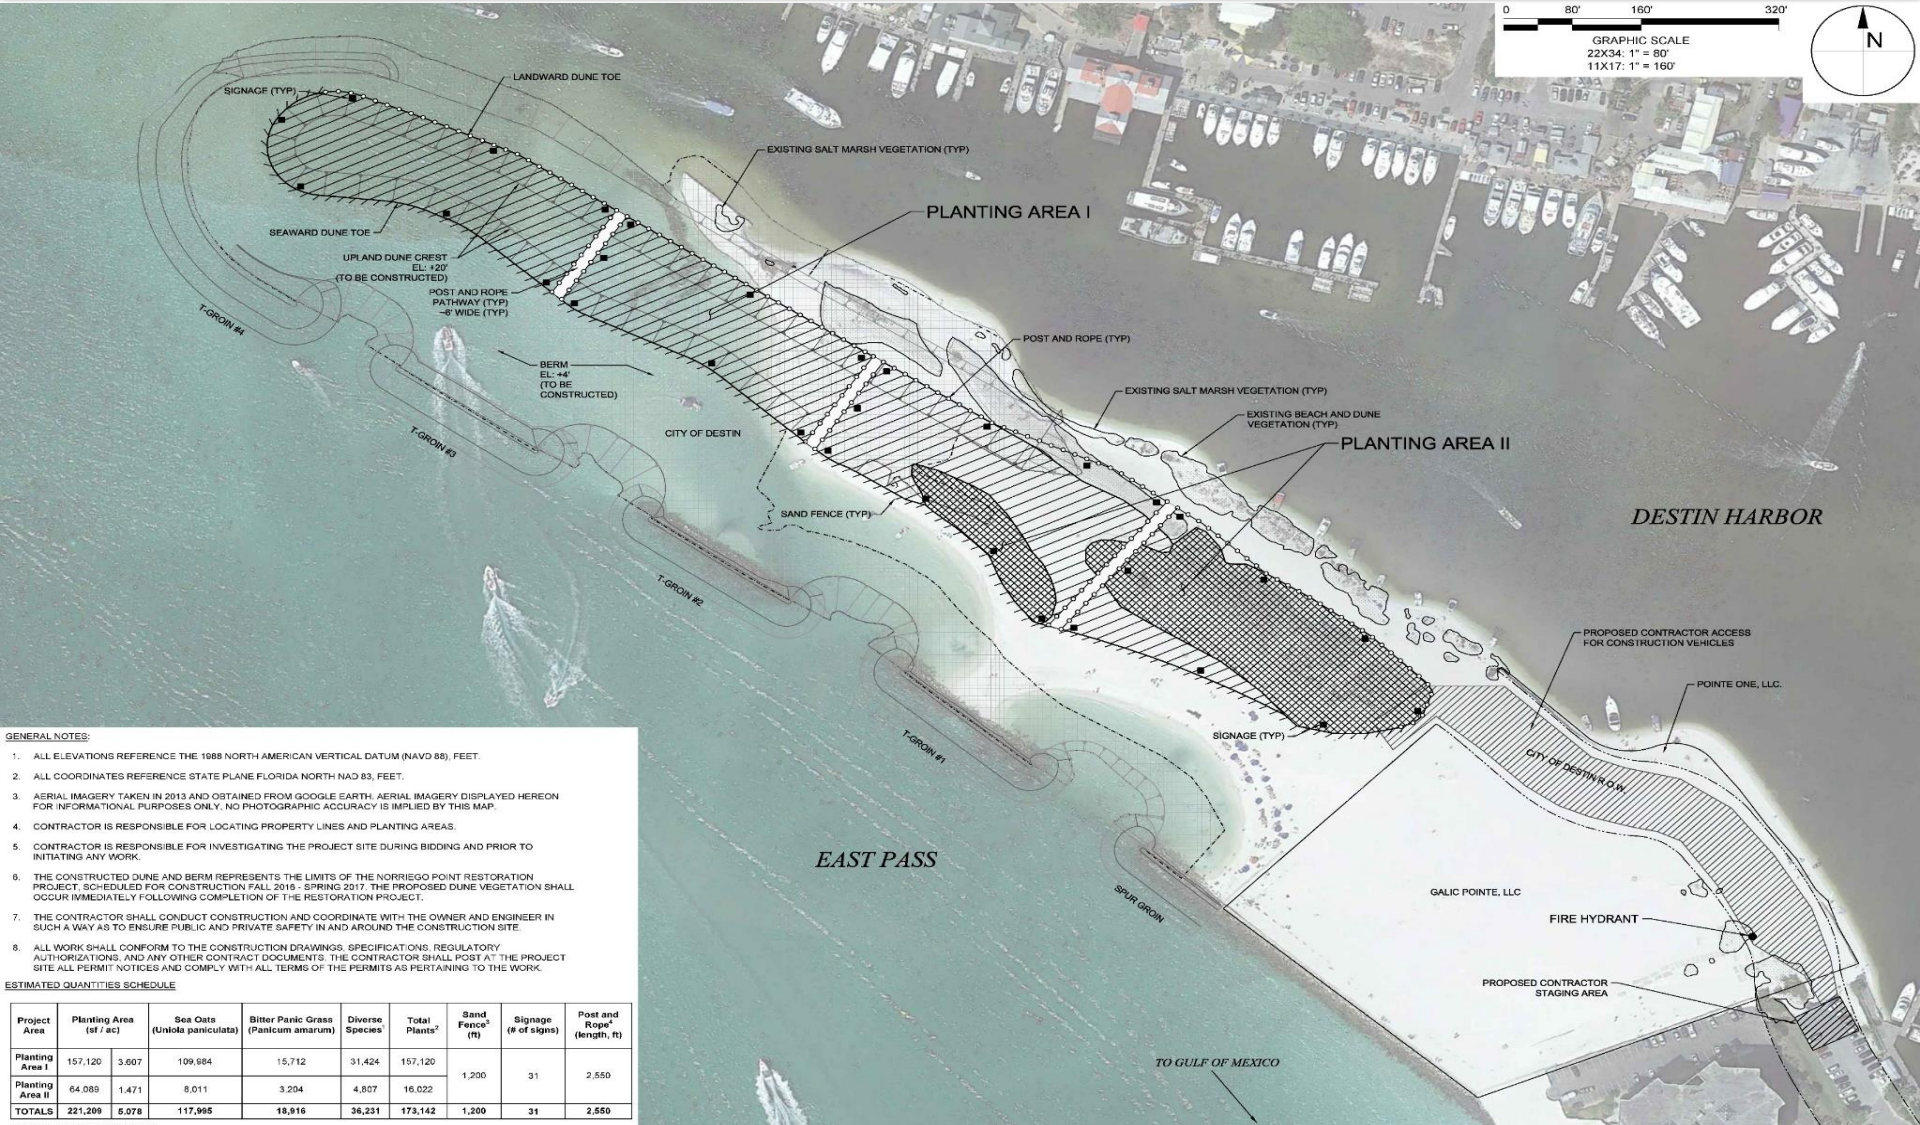 0 80' 160' 320'
GRAPHIC SCALE
22X34: 1" = 80'
11X17: 1" = 160'
N
LANDWARD DUNE TOE
SIGNAGE (TYP)
EXISTING SALT MARSH VEGETATION (TYP)
PLANTING AREA I
SEAWARD DUNE TOE
UPLAND DUNE CREST
EL: +20'
(TO BE CONSTRUCTED)
POST AND ROPE
PATHWAY (TYP)
~6' WIDE (TYP)
T-GROIN #4
BERM
EL: +4'
(TO BE
CONSTRUCTED)
POST AND ROPE (TYP)
EXISTING SALT MARSH VEGETATION (TYP)
EXISTING BEACH AND DUNE
VEGETATION (TYP)
PLANTING AREA II
T-GROIN #3
CITY OF DESTIN
SAND FENCE (TYP)
DESTIN HARBOR
T-GROIN #2
PROPOSED CONTRACTOR ACCESS
FOR CONSTRUCTION VEHICLES
POINTE ONE, LLC.
SIGNAGE (TYP)
T-GROIN #1
CITY OF DESTIN R.O.W.
EAST PASS
SPUR GROIN
GALIC POINTE, LLC
FIRE HYDRANT
PROPOSED CONTRACTOR
STAGING AREA
TO GULF OF MEXICO
GENERAL NOTES:
1. ALL ELEVATIONS REFERENCE THE 1988 NORTH AMERICAN VERTICAL DATUM (NAVD 88), FEET.
2. ALL COORDINATES REFERENCE STATE PLANE FLORIDA NORTH NAD 83, FEET.
3. AERIAL IMAGERY TAKEN IN 2013 AND OBTAINED FROM GOOGLE EARTH. AERIAL IMAGERY DISPLAYED HEREON
FOR INFORMATIONAL PURPOSES ONLY, NO PHOTOGRAPHIC ACCURACY IS IMPLIED BY THIS MAP.
4. CONTRACTOR IS RESPONSIBLE FOR LOCATING PROPERTY LINES AND PLANTING AREAS.
5. CONTRACTOR IS RESPONSIBLE FOR INVESTIGATING THE PROJECT SITE DURING BIDDING AND PRIOR TO
INITIATING ANY WORK.
6. THE CONSTRUCTED DUNE AND BERM REPRESENTS THE LIMITS OF THE NORRIEGO POINT RESTORATION
PROJECT, SCHEDULED FOR CONSTRUCTION FALL 2016 - SPRING 2017. THE PROPOSED DUNE VEGETATION SHALL
OCCUR IMMEDIATELY FOLLOWING COMPLETION OF THE RESTORATION PROJECT.
7. THE CONTRACTOR SHALL CONDUCT CONSTRUCTION AND COORDINATE WITH THE OWNER AND ENGINEER IN
SUCH A WAY AS TO ENSURE PUBLIC AND PRIVATE SAFETY IN AND AROUND THE CONSTRUCTION SITE.
8. ALL WORK SHALL CONFORM TO THE CONSTRUCTION DRAWINGS, SPECIFICATIONS, REGULATORY
AUTHORIZATIONS, AND ANY OTHER CONTRACT DOCUMENTS. THE CONTRACTOR SHALL POST AT THE PROJECT
SITE ALL PERMIT NOTICES AND COMPLY WITH ALL TERMS OF THE PERMITS AS PERTAINING TO THE WORK.
ESTIMATED QUANTITIES SCHEDULE
Project Area | Planting Area (sf / ac) | Sea Oats (Uniola paniculata) | Bitter Panic Grass (Panicum amarum) | Diverse Species¹ | Total Plants² | Sand Fence³ (ft) | Signage (# of signs) | Post and Rope⁴ (length, ft)
Planting Area I | 157,120 | 3.607 | 109,984 | 15,712 | 31,424 | 157,120 | 1,200 | 31 | 2,550
Planting Area II | 64,089 | 1.471 | 8,011 | 3,204 | 4,807 | 16,022
TOTALS | 221,209 | 5.078 | 117,995 | 18,916 | 36,231 | 173,142 | 1,200 | 31 | 2,550